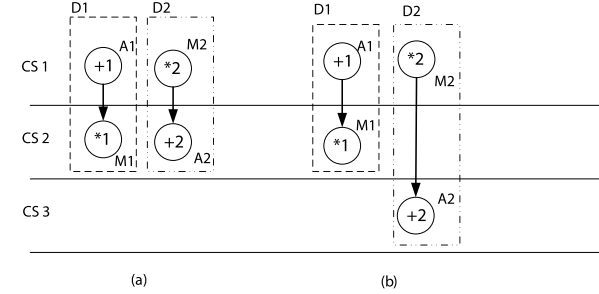 D1 D2 D1 D2
A1 M2 A1
CS 1 +1 *2 +1 *2
M2
CS 2 *1 +2 M1 *1
M1 A2
CS 3 +2 A2
(a) (b)